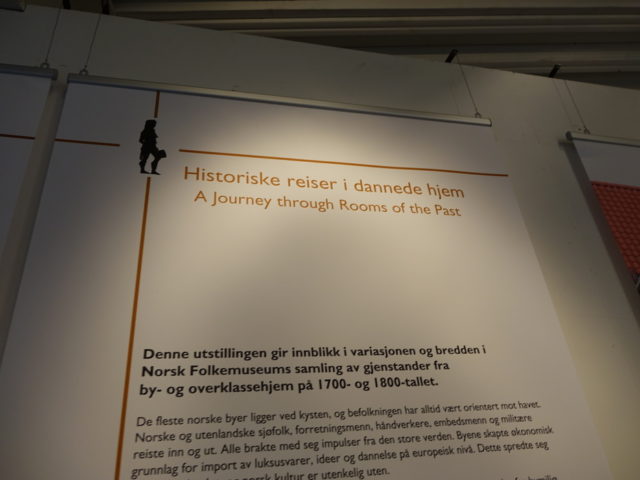 Historiske reiser i dannede hjem
A Journey through Rooms of the Past
Denne utstillingen gir innblikk i variasjonen og bredden i
Norsk Folkemuseums samling av gjenstander fra
by- og overklassehjem på 1700- og 1800-tallet.
De fleste norske byer ligger ved kysten, og befolkningen har alltid vært orientert mot havet.
Norske og utenlandske sjøfolk, forretningsmenn, håndverkere, embedsmenn og militære
reiste inn og ut. Alle brakte med seg impulser fra den store verden. Byene skapte økonomisk
grunnlag for import av luksusvarer, ideer og dannelse på europeisk nivå. Dette spredte seg
norsk kultur er utenkelig uten.